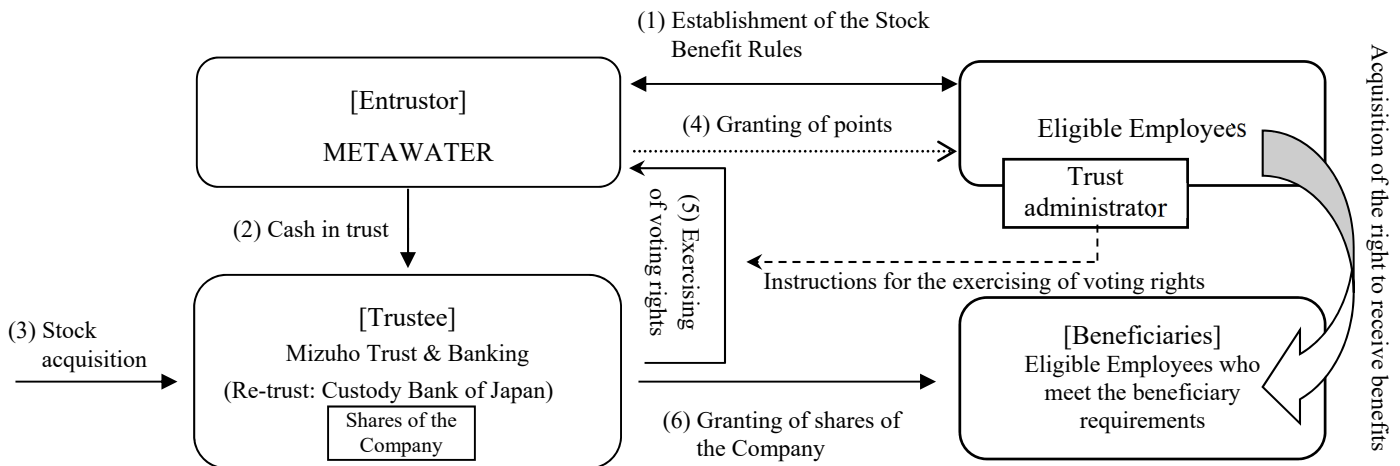 (1) Establishment of the Stock
Benefit Rules
[Entrustor]
METAWATER
(4) Granting of points
Eligible Employees
Trust
administrator
Acquisition of the right to receive benefits
(2) Cash in trust
(5) Exercising
of voting rights
Instructions for the exercising of voting rights
(3) Stock
acquisition
[Trustee]
Mizuho Trust & Banking
(Re-trust: Custody Bank of Japan)
Shares of the
Company
(6) Granting of shares of
the Company
[Beneficiaries]
Eligible Employees who
meet the beneficiary
requirements